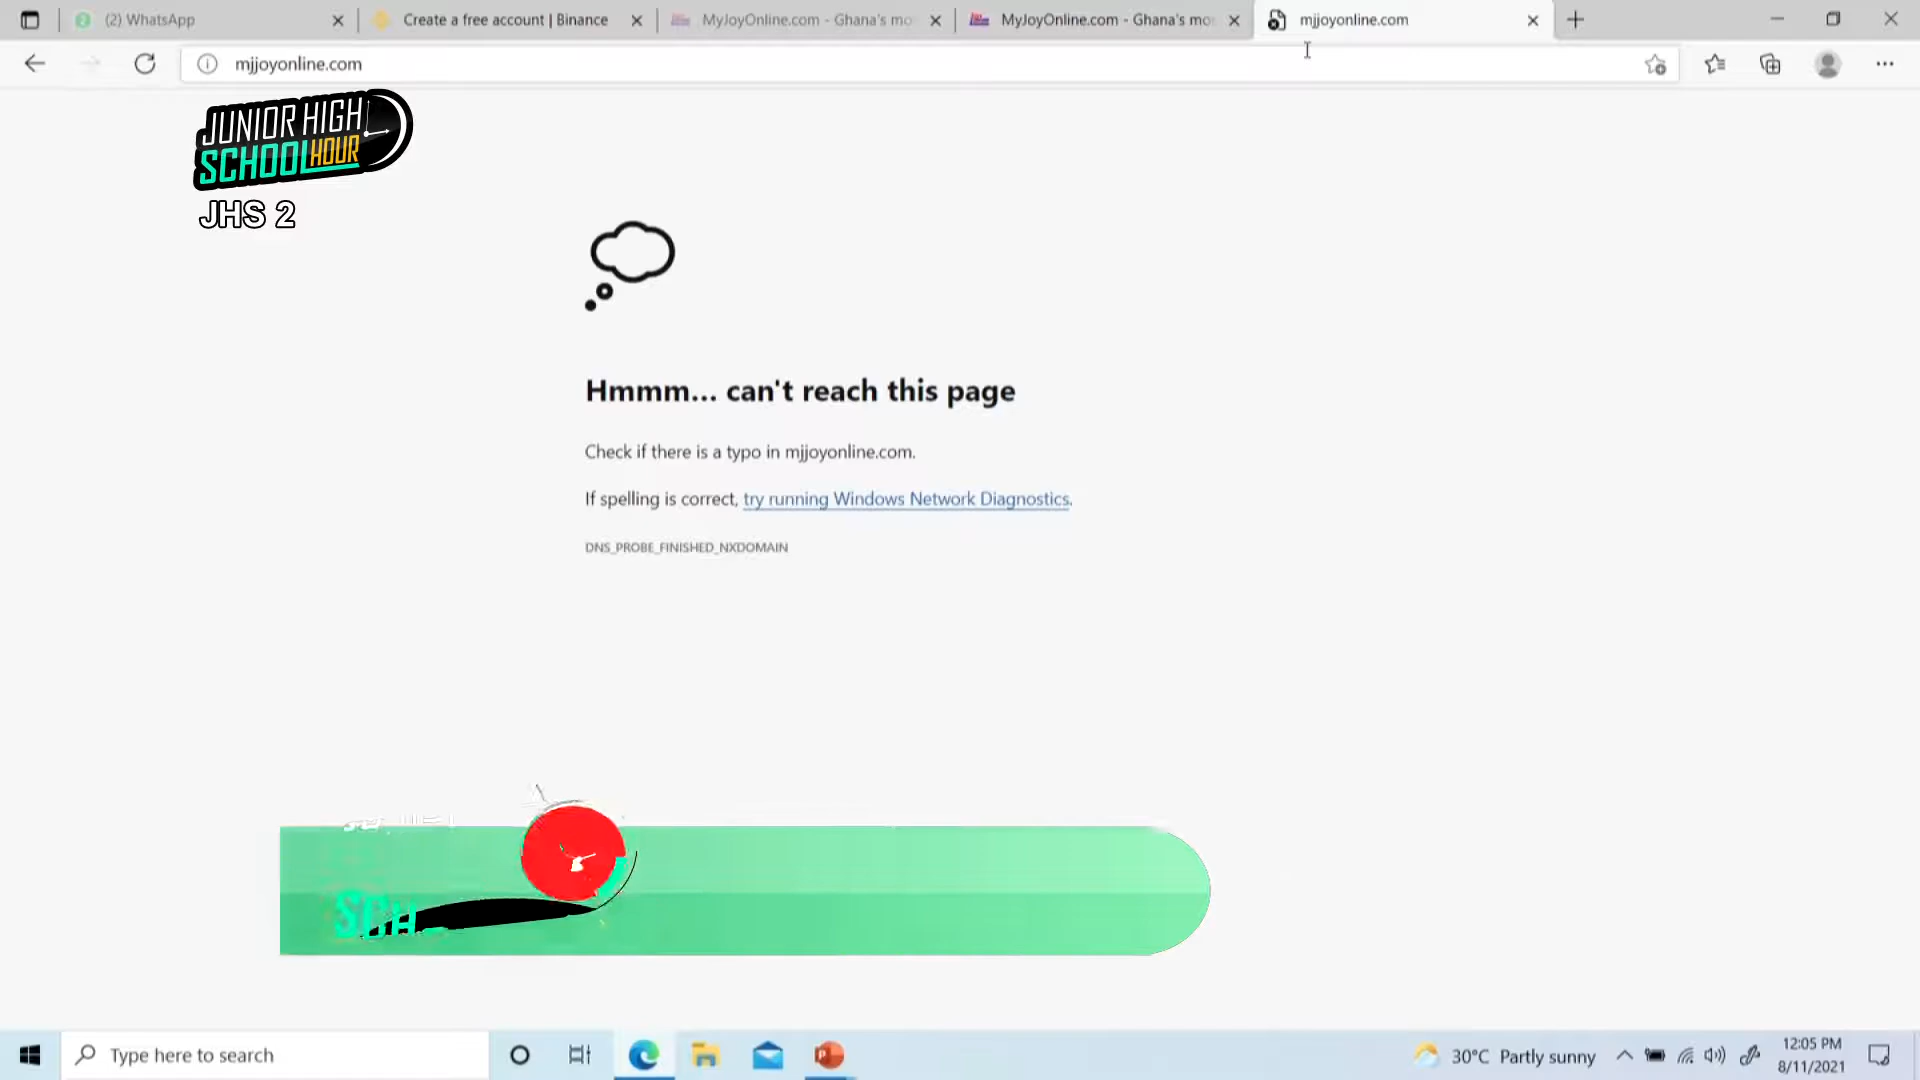 (2) WhatsApp
Create a free account | Binance
MyJoyOnline.com - Ghana's mo
MyJoyOnline.com - Ghana's mo
mjjoyonline.com
mjjoyonline.com
JUNIOR HIGH
SCHOOL HOUR
JHS 2
Hmmm... can't reach this page
Check if there is a typo in mjjoyonline.com.
If spelling is correct, try running Windows Network Diagnostics.
DNS_PROBE_FINISHED_NXDOMAIN
SCH
Type here to search
30°C Partly sunny
12:05 PM
8/11/2021